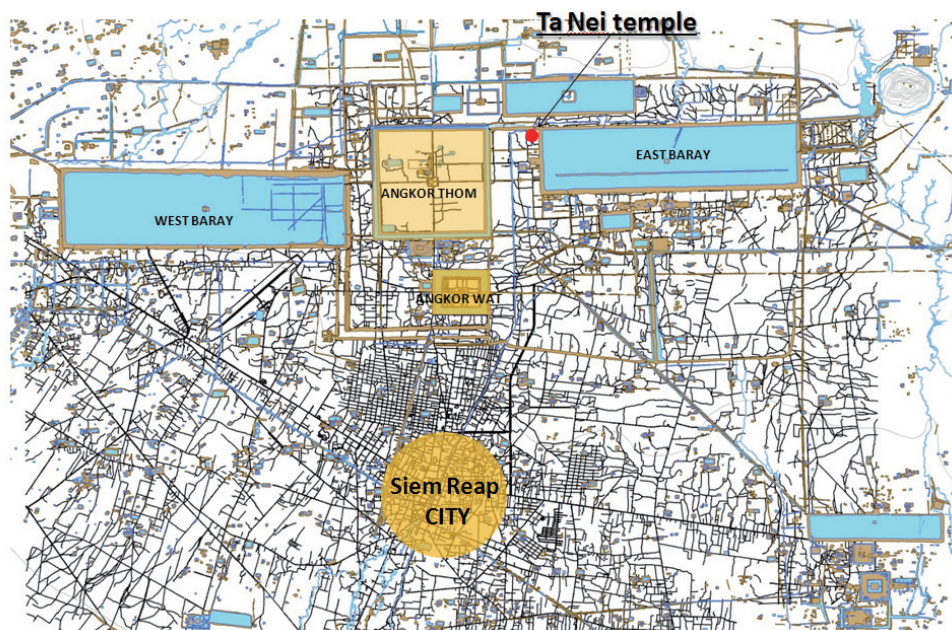 Ta Nei temple
EAST BARAY
ANGKOR THOM
WEST BARAY
ANGKOR WAT
Siem Reap
CITY